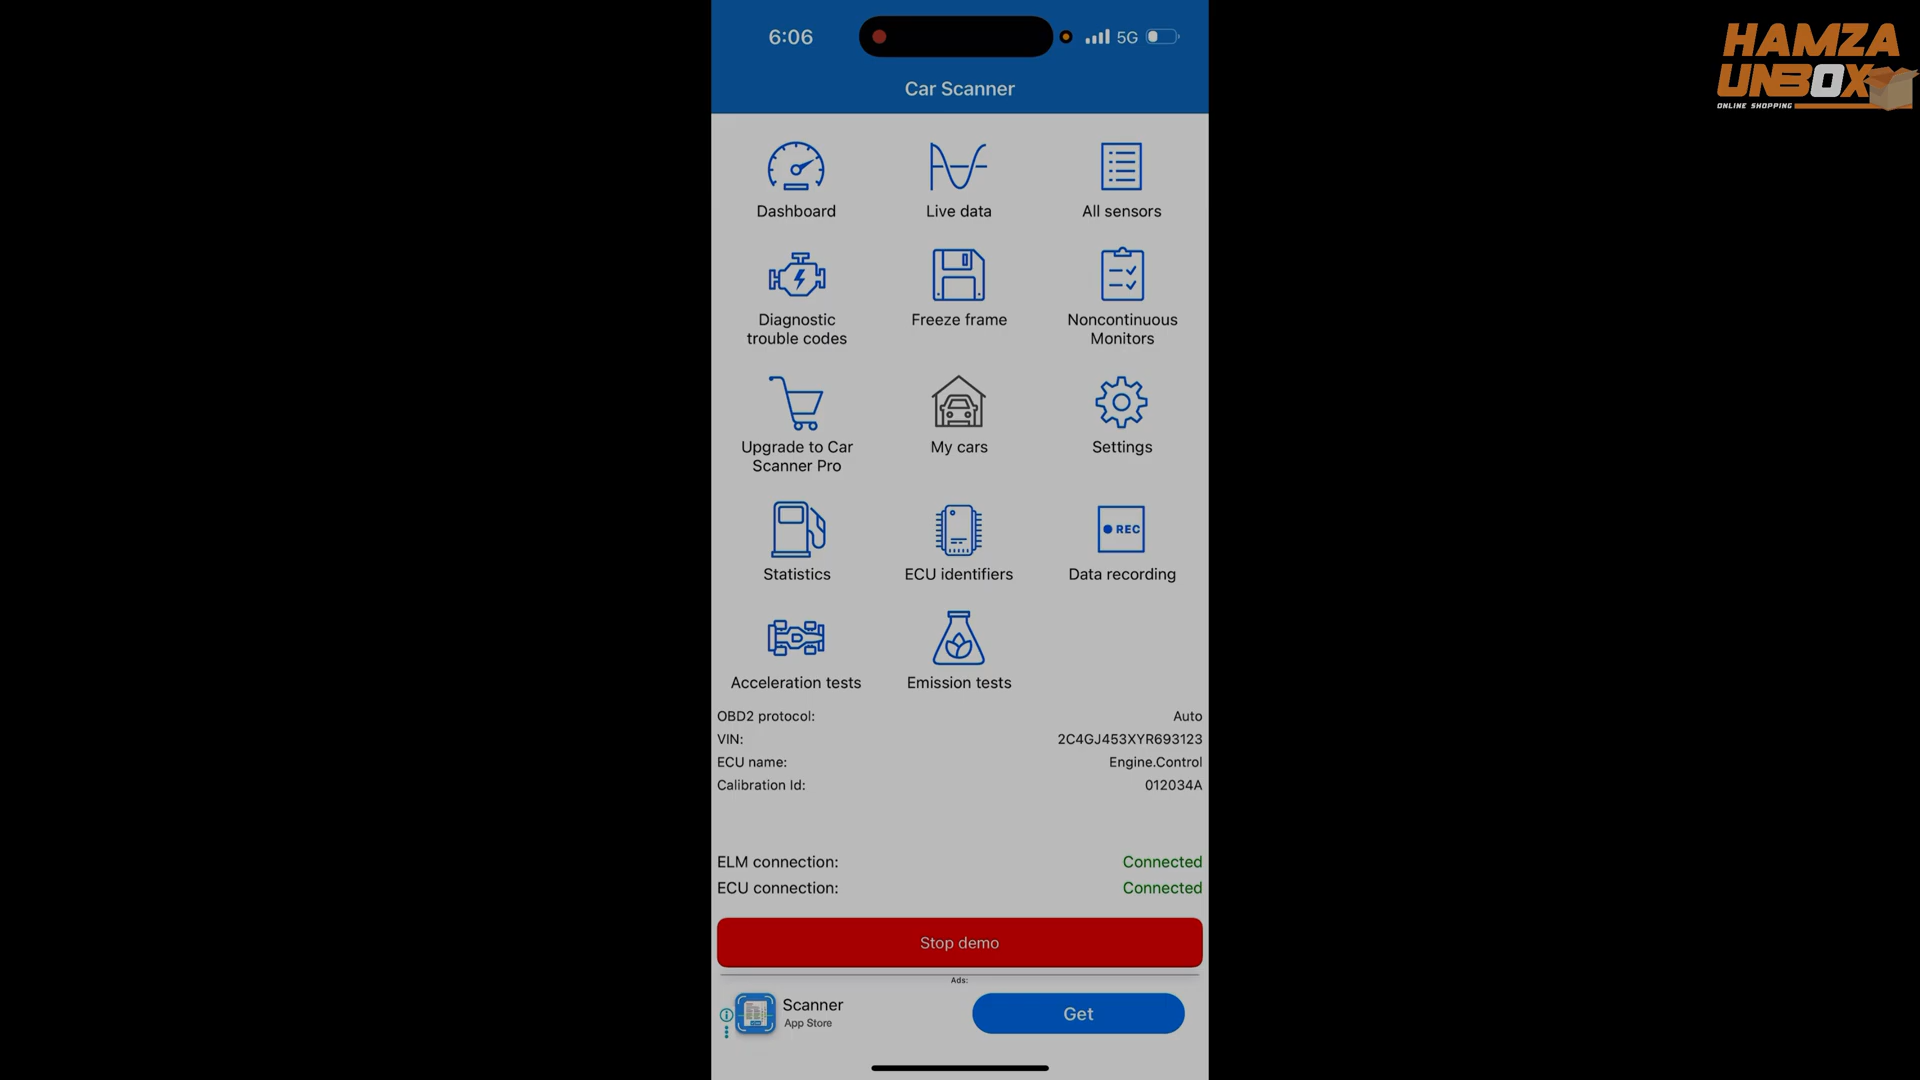 6:06
5G
HAMZA
UNBOX
ONLINE SHOPPING
Car Scanner
Dashboard
Live data
All sensors
Diagnostic
trouble codes
Freeze frame
Noncontinuous
Monitors
Upgrade to Car
Scanner Pro
My cars
Settings
Statistics
ECU identifiers
REC
Data recording
Acceleration tests
Emission tests
OBD2 protocol: Auto
VIN: 2C4GJ453XYR693123
ECU name: Engine.Control
Calibration Id: 012034A
ELM connection: Connected
ECU connection: Connected
Stop demo
Ads:
Scanner
App Store
Get